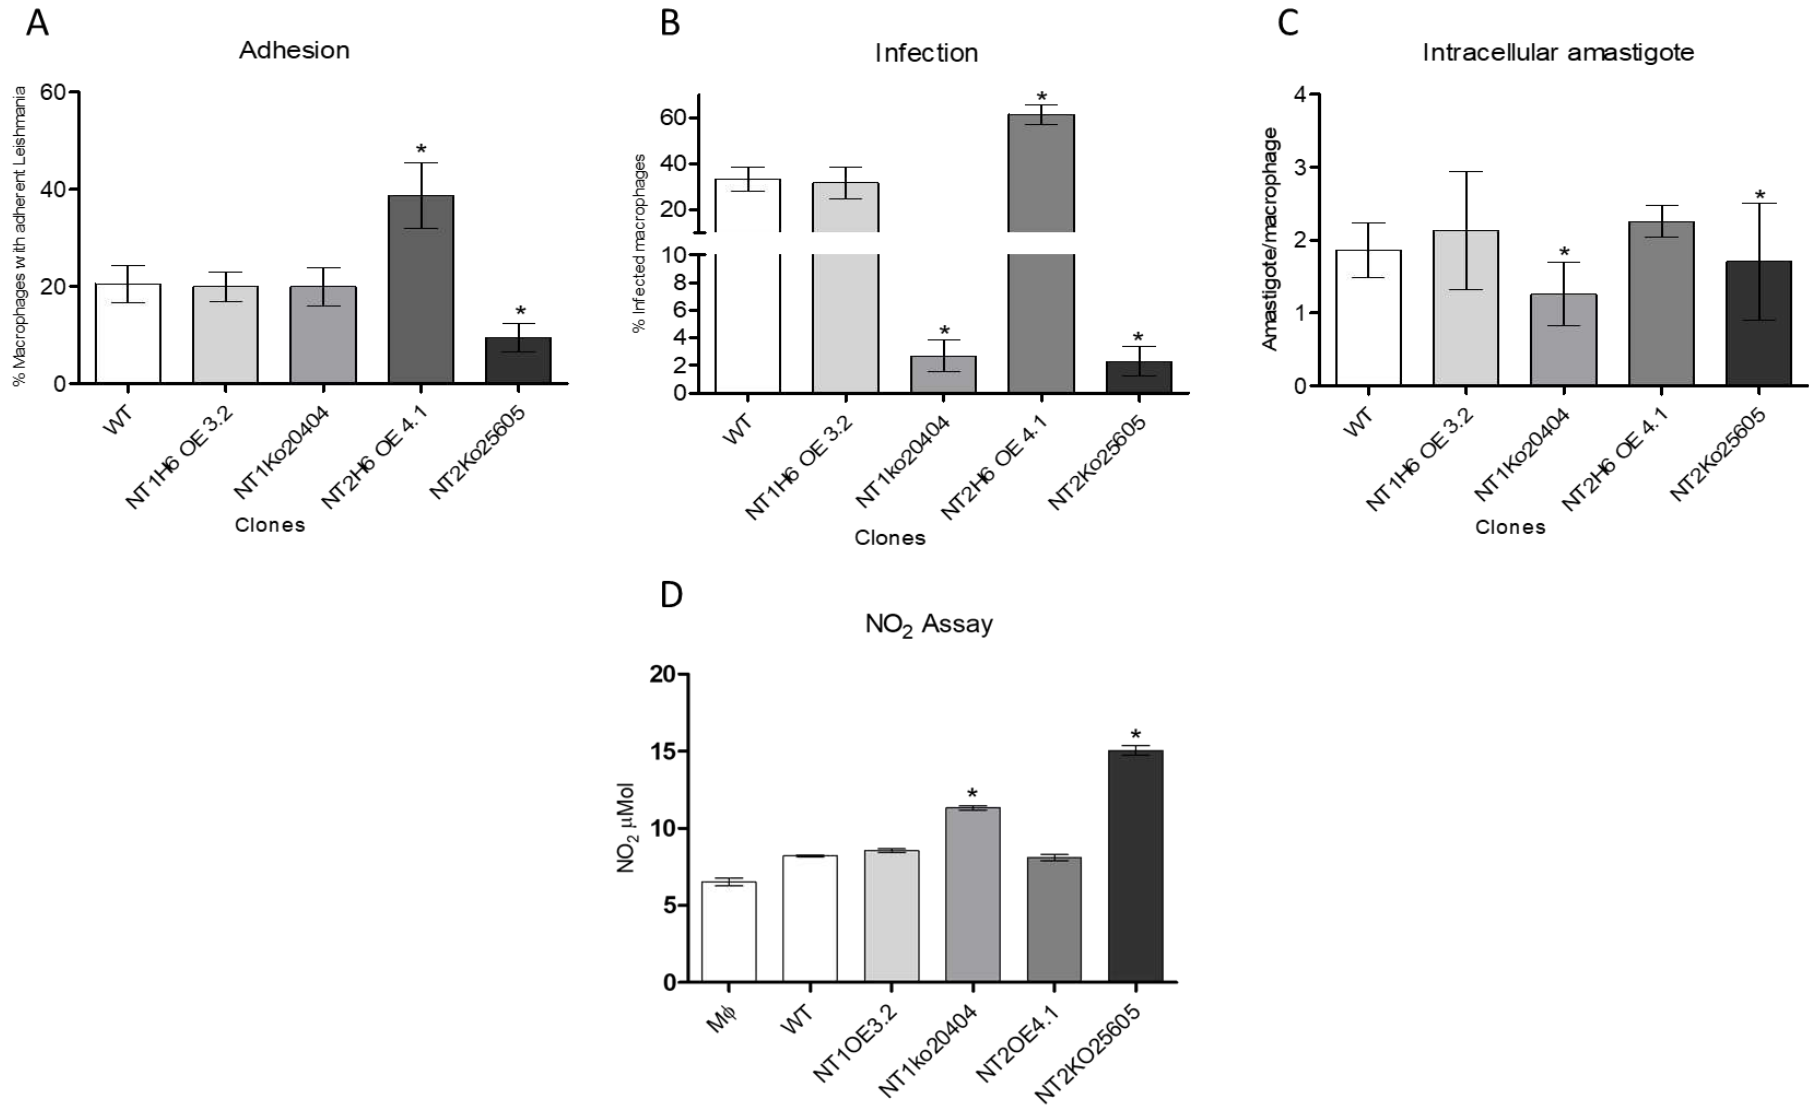 A
Adhesion
% Macrophages with adherent Leishmania
60
40
20
0
*
*
WT
NT1H6 OE 3.2
NT1Ko20404
NT2H6 OE 4.1
NT2Ko25605
Clones
B
Infection
% Infected macrophages
60
40
20
10
8
6
4
2
0
*
*
*
WT
NT1H6 OE 3.2
NT1ko20404
NT2H6 OE 4.1
NT2Ko25605
Clones
C
Intracellular amastigote
Amastigote/macrophage
4
3
2
1
0
*
*
WT
NT1H6 OE 3.2
NT1Ko20404
NT2H6 OE 4.1
NT2Ko25605
Clones
D
NO₂ Assay
NO₂ µMol
20
15
10
5
0
*
*
Mϕ
WT
NT1OE3.2
NT1ko20404
NT2OE4.1
NT2KO25605